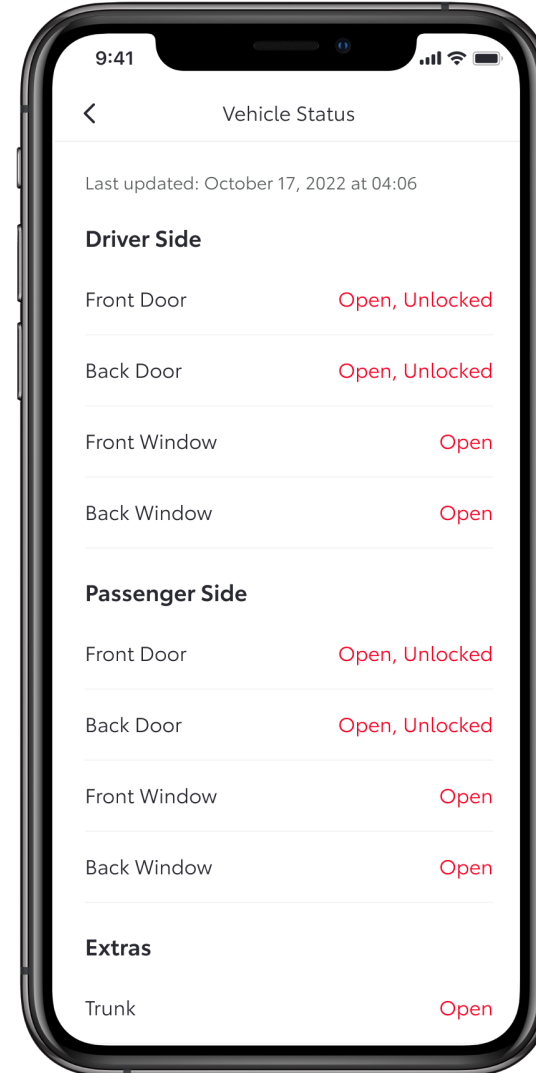 9:41
Vehicle Status
Last updated: October 17, 2022 at 04:06
Driver Side
Front Door Open, Unlocked
Back Door Open, Unlocked
Front Window Open
Back Window Open
Passenger Side
Front Door Open, Unlocked
Back Door Open, Unlocked
Front Window Open
Back Window Open
Extras
Trunk Open